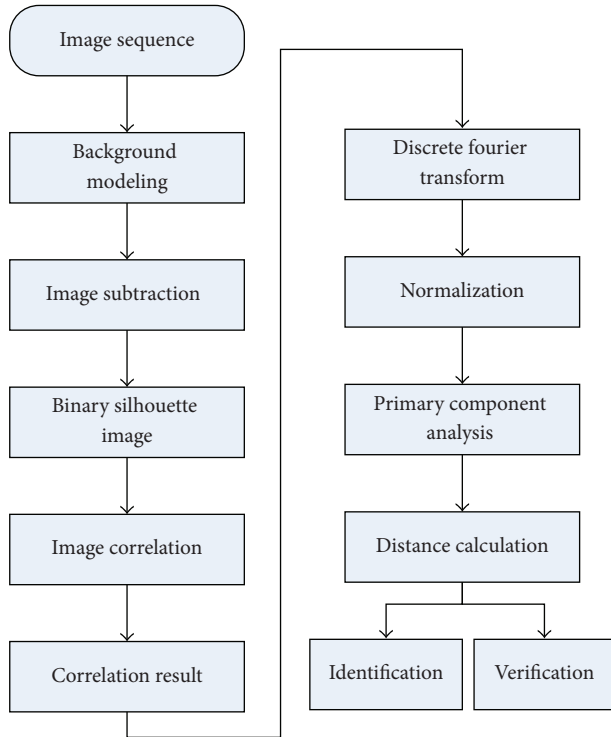 Image sequence
Background
modeling
Image subtraction
Binary silhouette
image
Image correlation
Correlation result
Discrete fourier
transform
Normalization
Primary component
analysis
Distance calculation
Identification
Verification